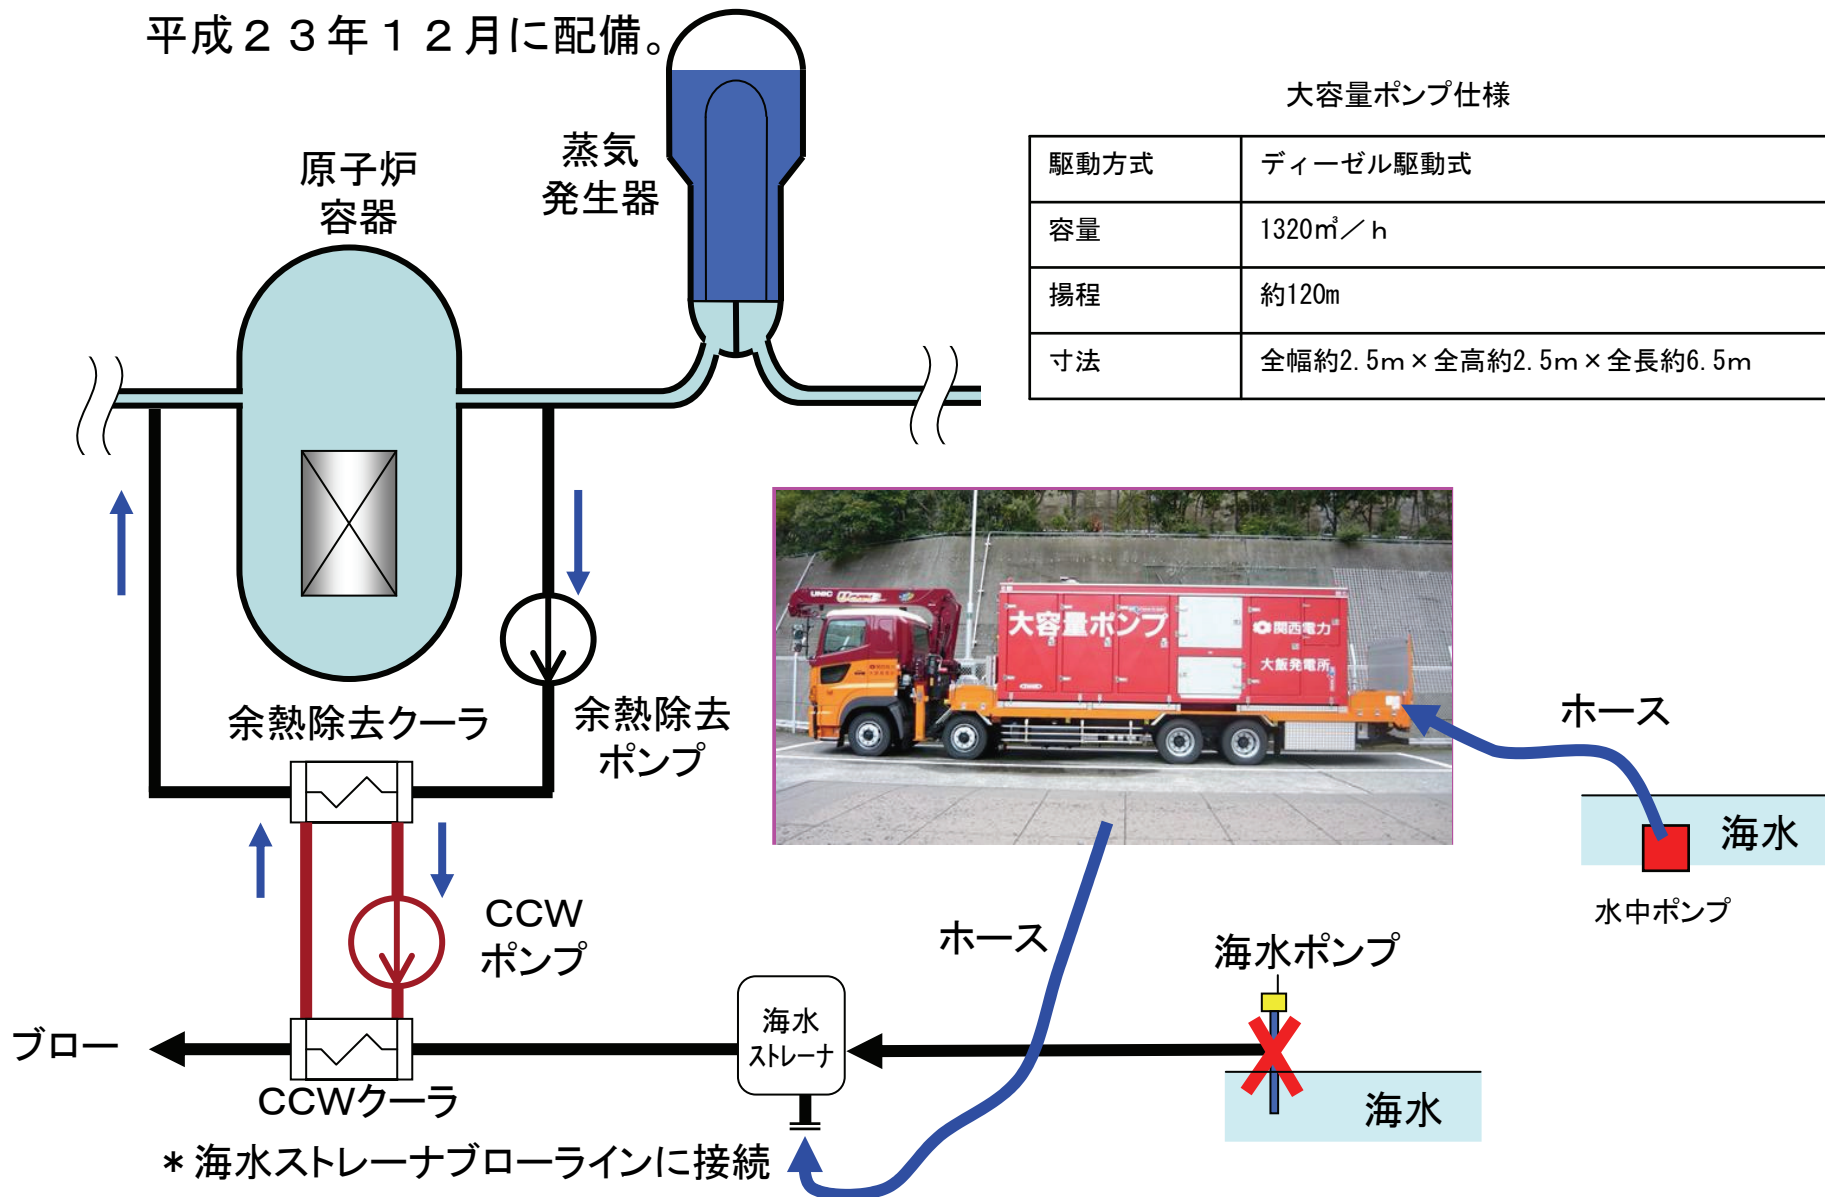 平成２３年１２月に配備。
大容量ポンプ仕様
駆動方式
ディーゼル駆動式
容量
1320㎥／ｈ
揚程
約120m
寸法
全幅約2.5ｍ×全高約2.5ｍ×全長約6.5ｍ
蒸気
発生器
原子炉
容器
UNIC
大容量ポンプ
関西電力
大飯発電所
余熱除去クーラ
余熱除去
ポンプ
ホース
海水
水中ポンプ
CCW
ポンプ
ホース
海水ポンプ
海水
ストレーナ
ブロー
CCWクーラ
海水
＊海水ストレーナブローラインに接続